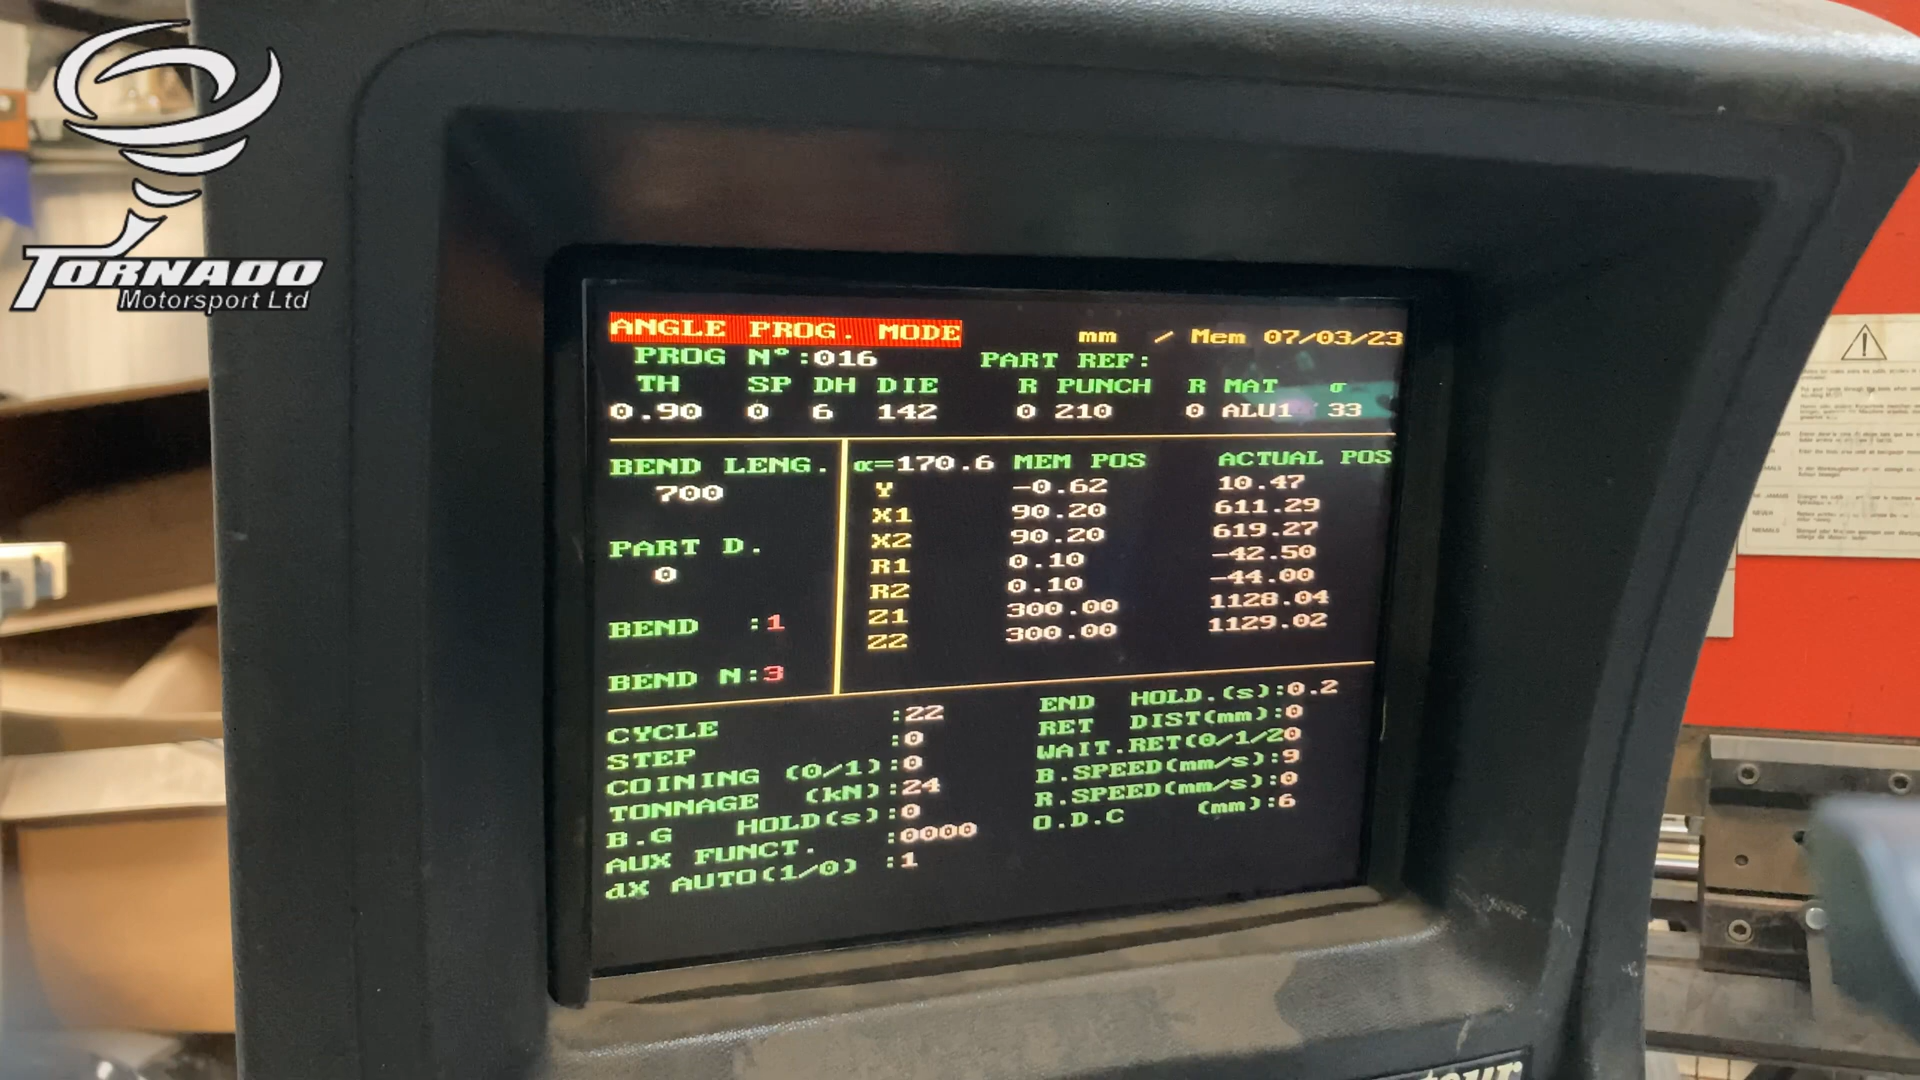 TORNADO
Motorsport Ltd
ANGLE PROG. MODE mm / Mem 07/03/23
PROG N°:016 PART REF:
TH SP DH DIE R PUNCH R MAT σ
0.90 0 6 142 0 210 0 ALU1 33
BEND LENG. α=170.6 MEM POS ACTUAL POS
700 Y -0.62 10.47
X1 90.20 611.29
X2 90.20 619.27
PART D. R1 0.10 -42.50
0 R2 0.10 -44.00
BEND :1 Z1 300.00 1128.04
Z2 300.00 1129.02
BEND N:3
CYCLE :22 END HOLD.(s):0.2
STEP :0 RET DIST(mm):0
COINING (0/1):0 WAIT.RET(0/1/20
TONNAGE (kN):24 B.SPEED(mm/s):9
B.G HOLD(s):0 R.SPEED(mm/s):0
AUX FUNCT. :0000 O.D.C (mm):6
dX AUTO(1/0) :1